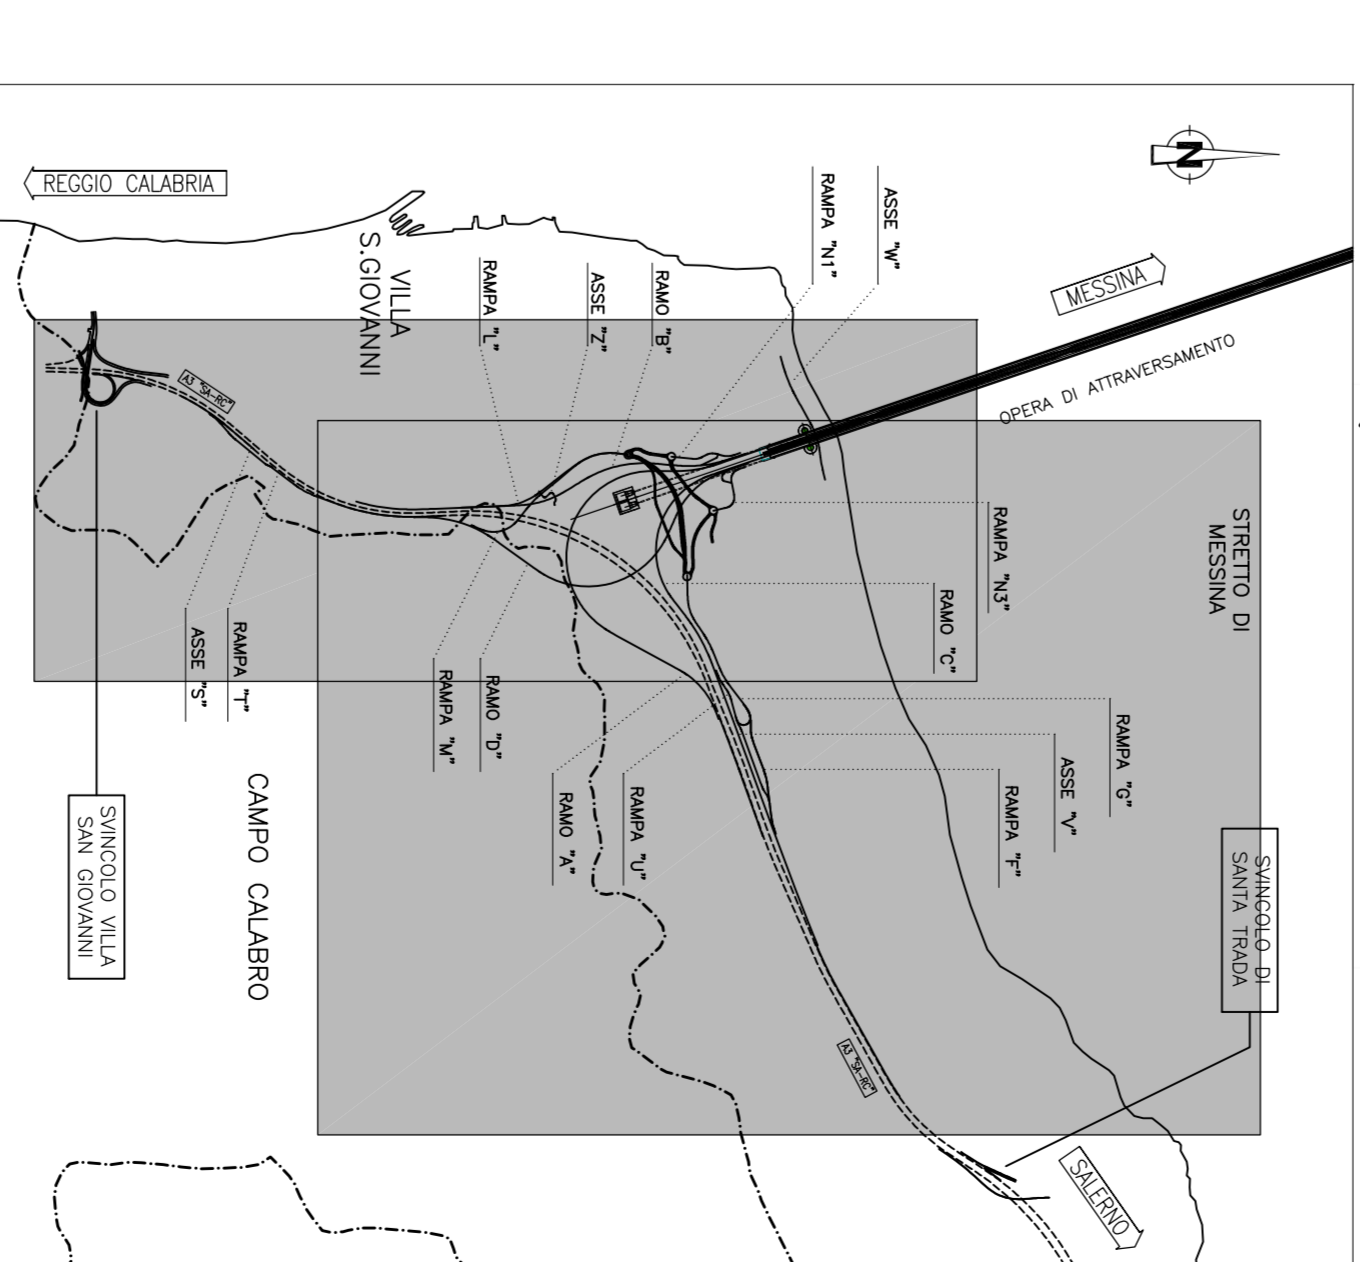 REGGIO CALABRIA
N
VILLA
S.GIOVANNI
RAMPA "L"
ASSE "Z"
RAMO "B"
RAMPA "N1"
ASSE "W"
MESSINA
OPERA DI ATTRAVERSAMENTO
A3 "SA-RC"
STRETTO DI
MESSINA
RAMPA "N3"
RAMO "C"
ASSE "S"
RAMPA "T"
RAMPA "M"
RAMO "D"
RAMO "A"
RAMPA "U"
RAMPA "F"
ASSE "V"
RAMPA "G"
SVINCOLO VILLA
SAN GIOVANNI
CAMPO CALABRO
SVINCOLO DI
SANTA TRADA
A3 "SA-RC"
SALERNO